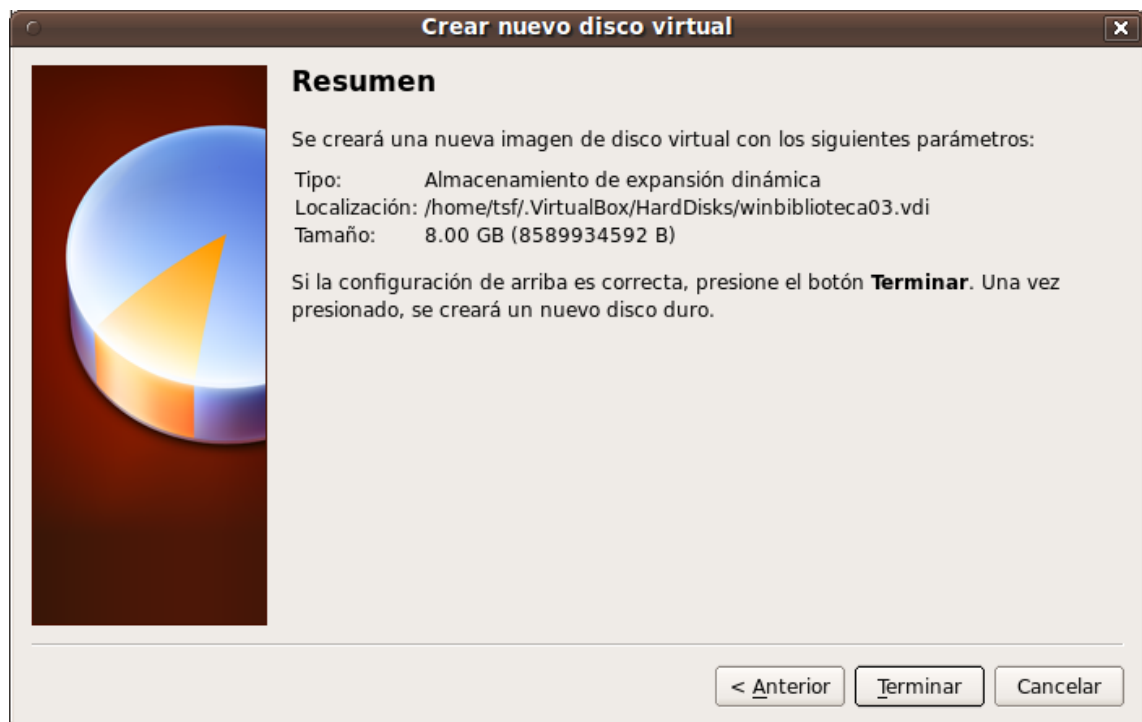 Crear nuevo disco virtual
Resumen
Se creará una nueva imagen de disco virtual con los siguientes parámetros:
Tipo: Almacenamiento de expansión dinámica
Localización: /home/tsf/.VirtualBox/HardDisks/winbiblioteca03.vdi
Tamaño: 8.00 GB (8589934592 B)
Si la configuración de arriba es correcta, presione el botón Terminar. Una vez
presionado, se creará un nuevo disco duro.
< Anterior Terminar Cancelar